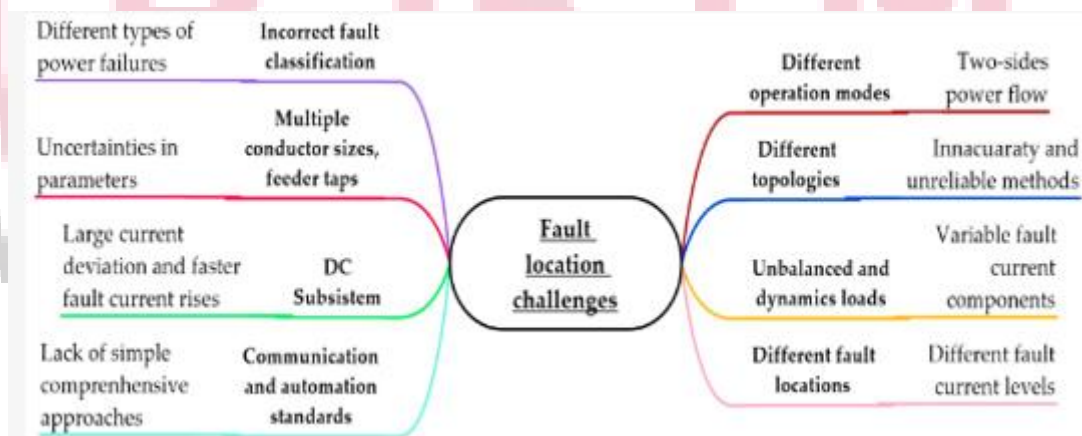 Different types of
power failures
Incorrect fault
classification
Uncertainties in
parameters
Multiple
conductor sizes,
feeder taps
Large current
deviation and faster
fault current rises
DC
Subsistem
Lack of simple
comprenhensive
approaches
Communication
and automation
standards
Fault
location
challenges
Different
operation modes
Two-sides
power flow
Different
topologies
Innacuaraty and
unreliable methods
Unbalanced and
dynamics loads
Variable fault
current
components
Different fault
locations
Different fault
current levels